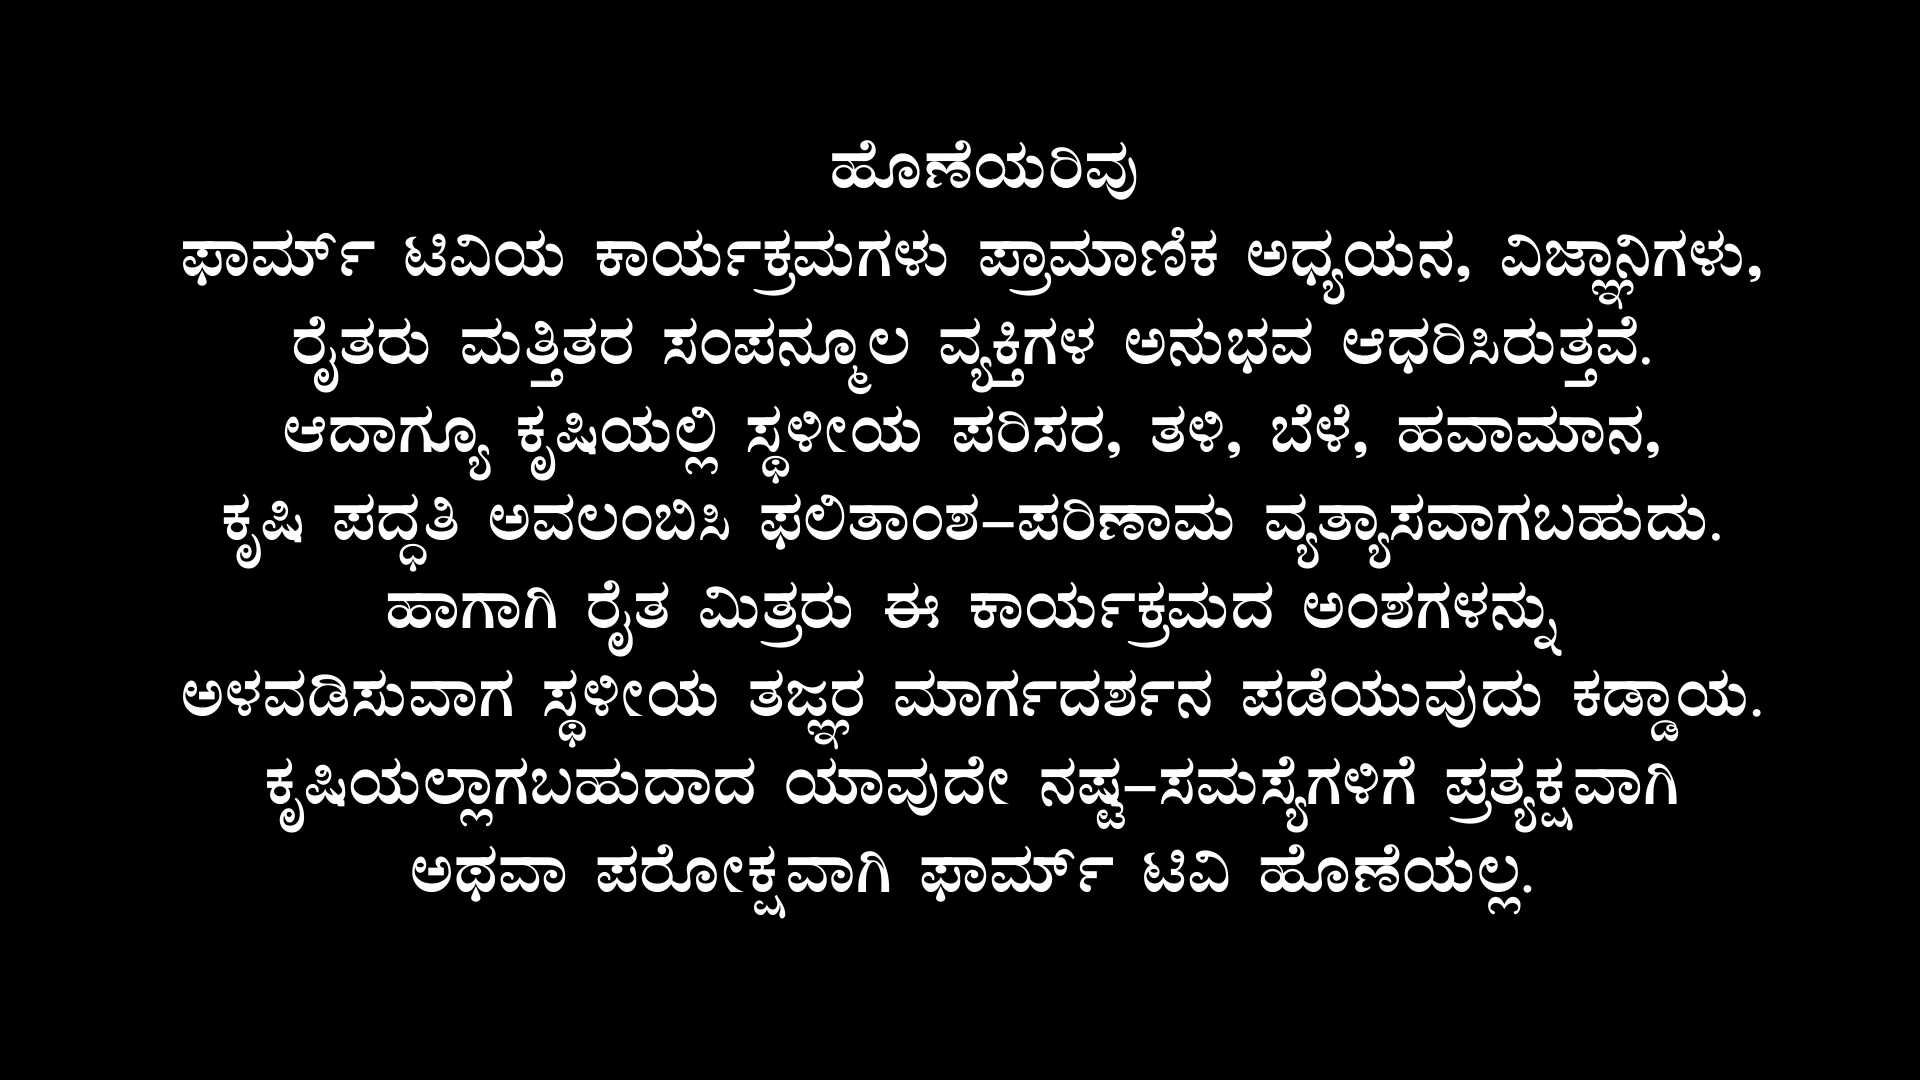 ಹೊಣೆಯರಿವು
ಫಾರ್ಮ್ ಟಿವಿಯ ಕಾರ್ಯಕ್ರಮಗಳು ಪ್ರಾಮಾಣಿಕ ಅಧ್ಯಯನ, ವಿಜ್ಞಾನಿಗಳು,
ರೈತರು ಮತ್ತಿತರ ಸಂಪನ್ಮೂಲ ವ್ಯಕ್ತಿಗಳ ಅನುಭವ ಆಧರಿಸಿರುತ್ತವೆ.
ಆದಾಗ್ಯೂ ಕೃಷಿಯಲ್ಲಿ ಸ್ಥಳೀಯ ಪರಿಸರ, ತಳಿ, ಬೆಳೆ, ಹವಾಮಾನ,
ಕೃಷಿ ಪದ್ಧತಿ ಅವಲಂಬಿಸಿ ಫಲಿತಾಂಶ–ಪರಿಣಾಮ ವ್ಯತ್ಯಾಸವಾಗಬಹುದು.
ಹಾಗಾಗಿ ರೈತ ಮಿತ್ರರು ಈ ಕಾರ್ಯಕ್ರಮದ ಅಂಶಗಳನ್ನು
ಅಳವಡಿಸುವಾಗ ಸ್ಥಳೀಯ ತಜ್ಞರ ಮಾರ್ಗದರ್ಶನ ಪಡೆಯುವುದು ಕಡ್ಡಾಯ.
ಕೃಷಿಯಲ್ಲಾಗಬಹುದಾದ ಯಾವುದೇ ನಷ್ಟ–ಸಮಸ್ಯೆಗಳಿಗೆ ಪ್ರತ್ಯಕ್ಷವಾಗಿ
ಅಥವಾ ಪರೋಕ್ಷವಾಗಿ ಫಾರ್ಮ್ ಟಿವಿ ಹೊಣೆಯಲ್ಲ.